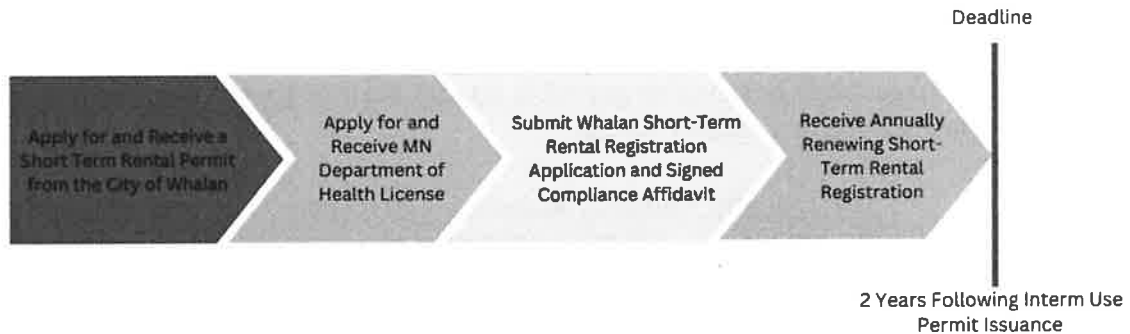 Deadline
Apply for and Receive a
Short Term Rental Permit
from the City of Whalan
Apply for and
Receive MN
Department of
Health License
Submit Whalan Short-Term
Rental Registration
Application and Signed
Compliance Affidavit
Receive Annually
Renewing Short-
Term Rental
Registration
2 Years Following Interm Use
Permit Issuance